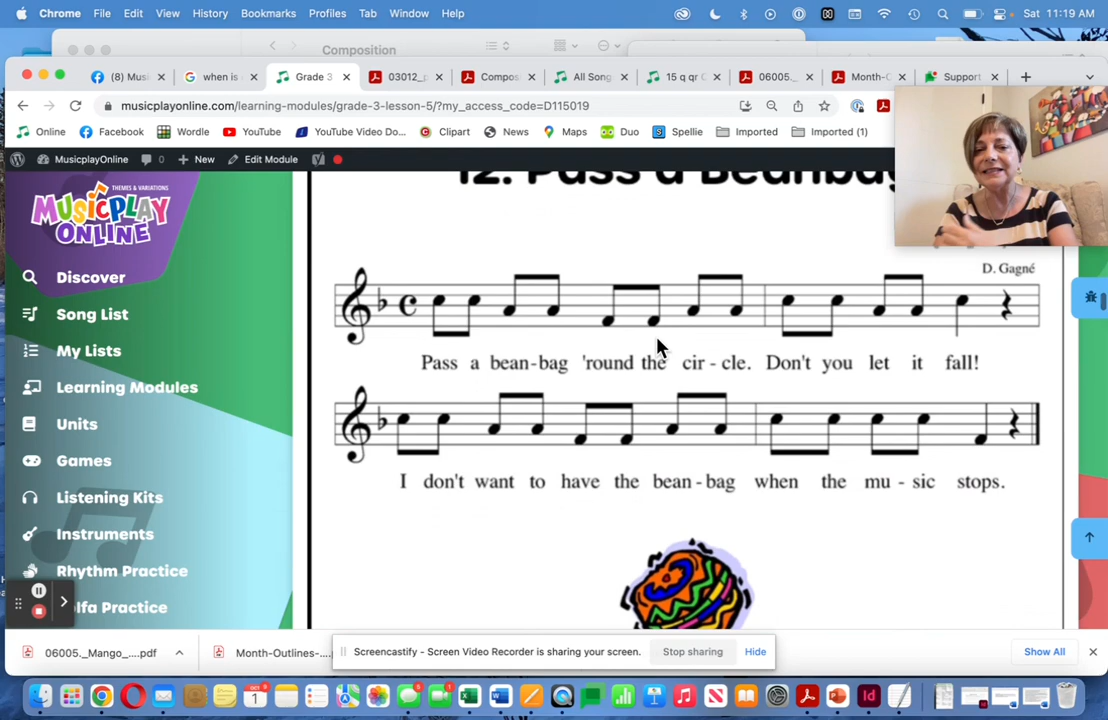 Chrome File Edit View History Bookmarks Profiles Tab Window Help Sat 11:19 AM
Composition
(8) Mus when is Grade 3 03012_ Compos All Song 15 q qr 06005._ Month-C Support
musicplayonline.com/learning-modules/grade-3-lesson-5/?my_access_code=D115019
Online Facebook Wordle YouTube YouTube Video Do... Clipart News Maps Duo Spellie Imported Imported (1)
MusicplayOnline 0 New Edit Module
THEMES & VARIATIONS
MUSICPLAY
ONLINE
Discover
Song List
My Lists
Learning Modules
Units
Games
Listening Kits
Instruments
Rhythm Practice
lfa Practice
12. Pass a Beanbag
D. Gagné
Pass a bean-bag 'round the cir-cle. Don't you let it fall!
I don't want to have the bean-bag when the mu-sic stops.
06005._Mango_....pdf Month-Outlines-...
Screencastify - Screen Video Recorder is sharing your screen. Stop sharing Hide
Show All